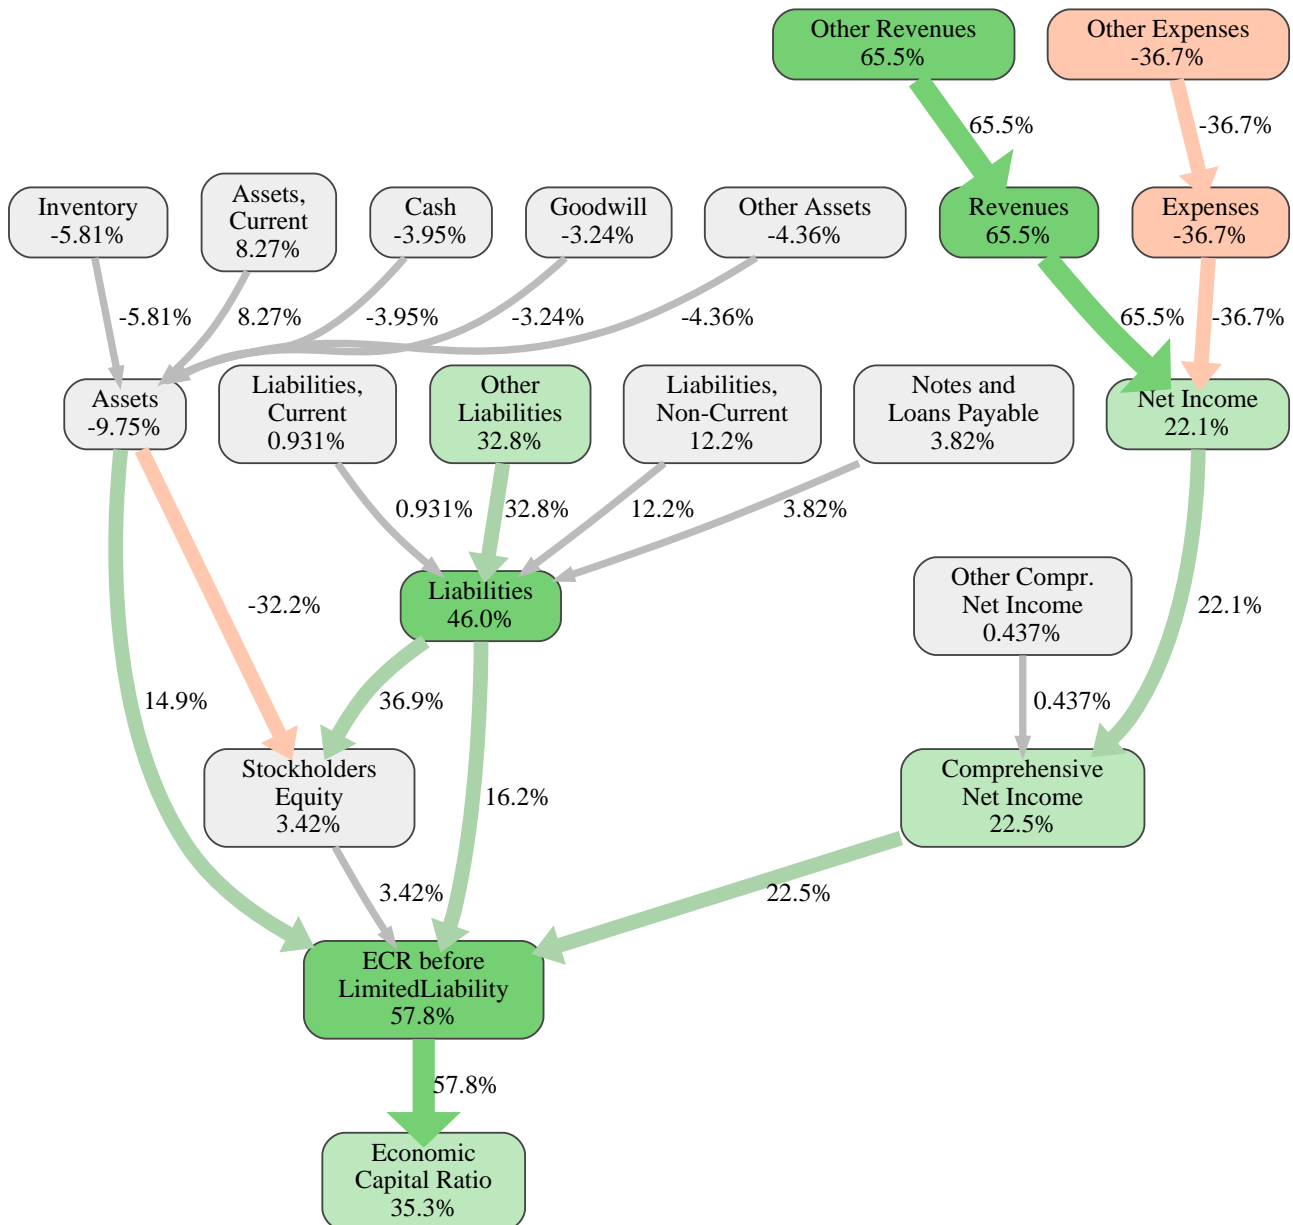 Other Revenues
65.5%
Other Expenses
-36.7%
65.5%
-36.7%
Inventory
-5.81%
Assets,
Current
8.27%
Cash
-3.95%
Goodwill
-3.24%
Other Assets
-4.36%
Revenues
65.5%
Expenses
-36.7%
-5.81%
8.27%
-3.95%
-3.24%
-4.36%
65.5%
-36.7%
Assets
-9.75%
Liabilities,
Current
0.931%
Other
Liabilities
32.8%
Liabilities,
Non-Current
12.2%
Notes and
Loans Payable
3.82%
Net Income
22.1%
0.931%
32.8%
12.2%
3.82%
Liabilities
46.0%
Other Compr.
Net Income
0.437%
-32.2%
22.1%
14.9%
36.9%
0.437%
Stockholders
Equity
3.42%
16.2%
Comprehensive
Net Income
22.5%
3.42%
22.5%
ECR before
LimitedLiability
57.8%
57.8%
Economic
Capital Ratio
35.3%